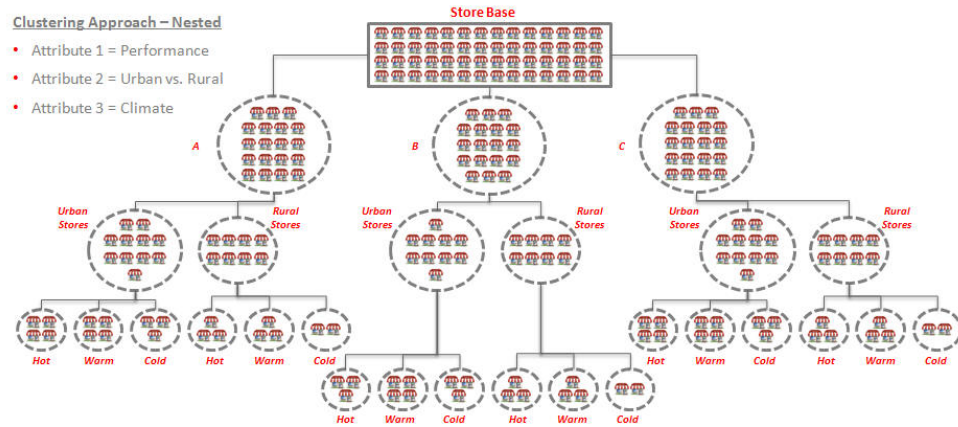 Clustering Approach – Nested
• Attribute 1 = Performance
• Attribute 2 = Urban vs. Rural
• Attribute 3 = Climate
Store Base
A
B
C
Urban
Stores
Rural
Stores
Urban
Stores
Rural
Stores
Urban
Stores
Rural
Stores
Hot
Warm
Cold
Hot
Warm
Cold
Hot
Warm
Cold
Hot
Warm
Cold
Hot
Warm
Cold
Hot
Warm
Cold